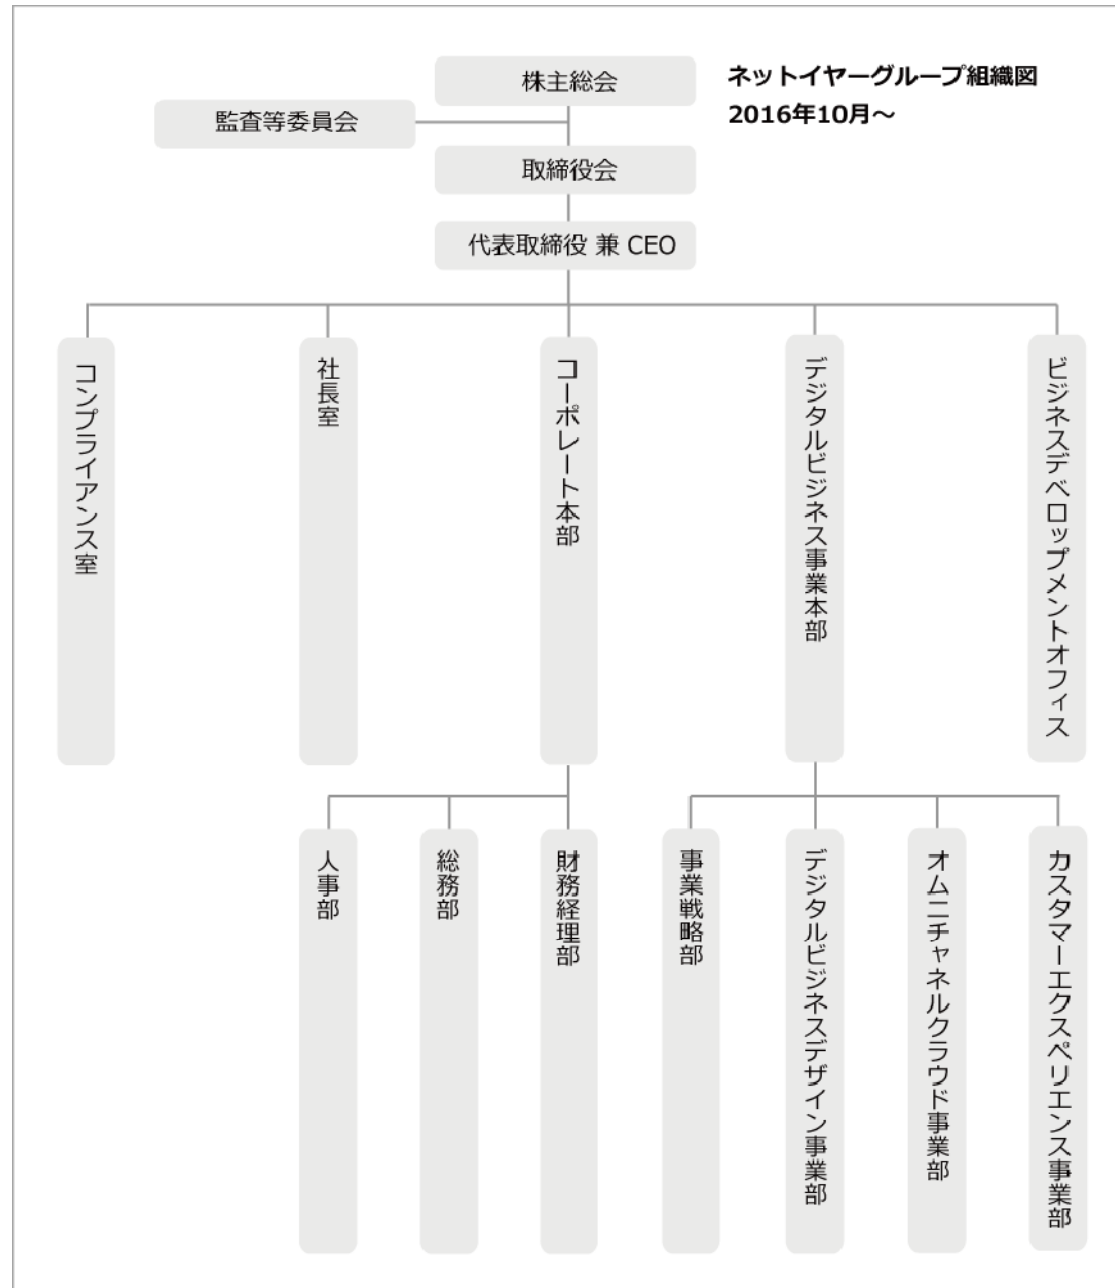 株主総会
ネットイヤーグループ組織図
2016年10月～
監査等委員会
取締役会
代表取締役 兼 CEO
コンプライアンス室
社長室
コーポレート本部
デジタルビジネス事業本部
ビジネスデベロップメントオフィス
人事部
総務部
財務経理部
事業戦略部
デジタルビジネスデザイン事業部
オムニチャネルクラウド事業部
カスタマーエクスペリエンス事業部